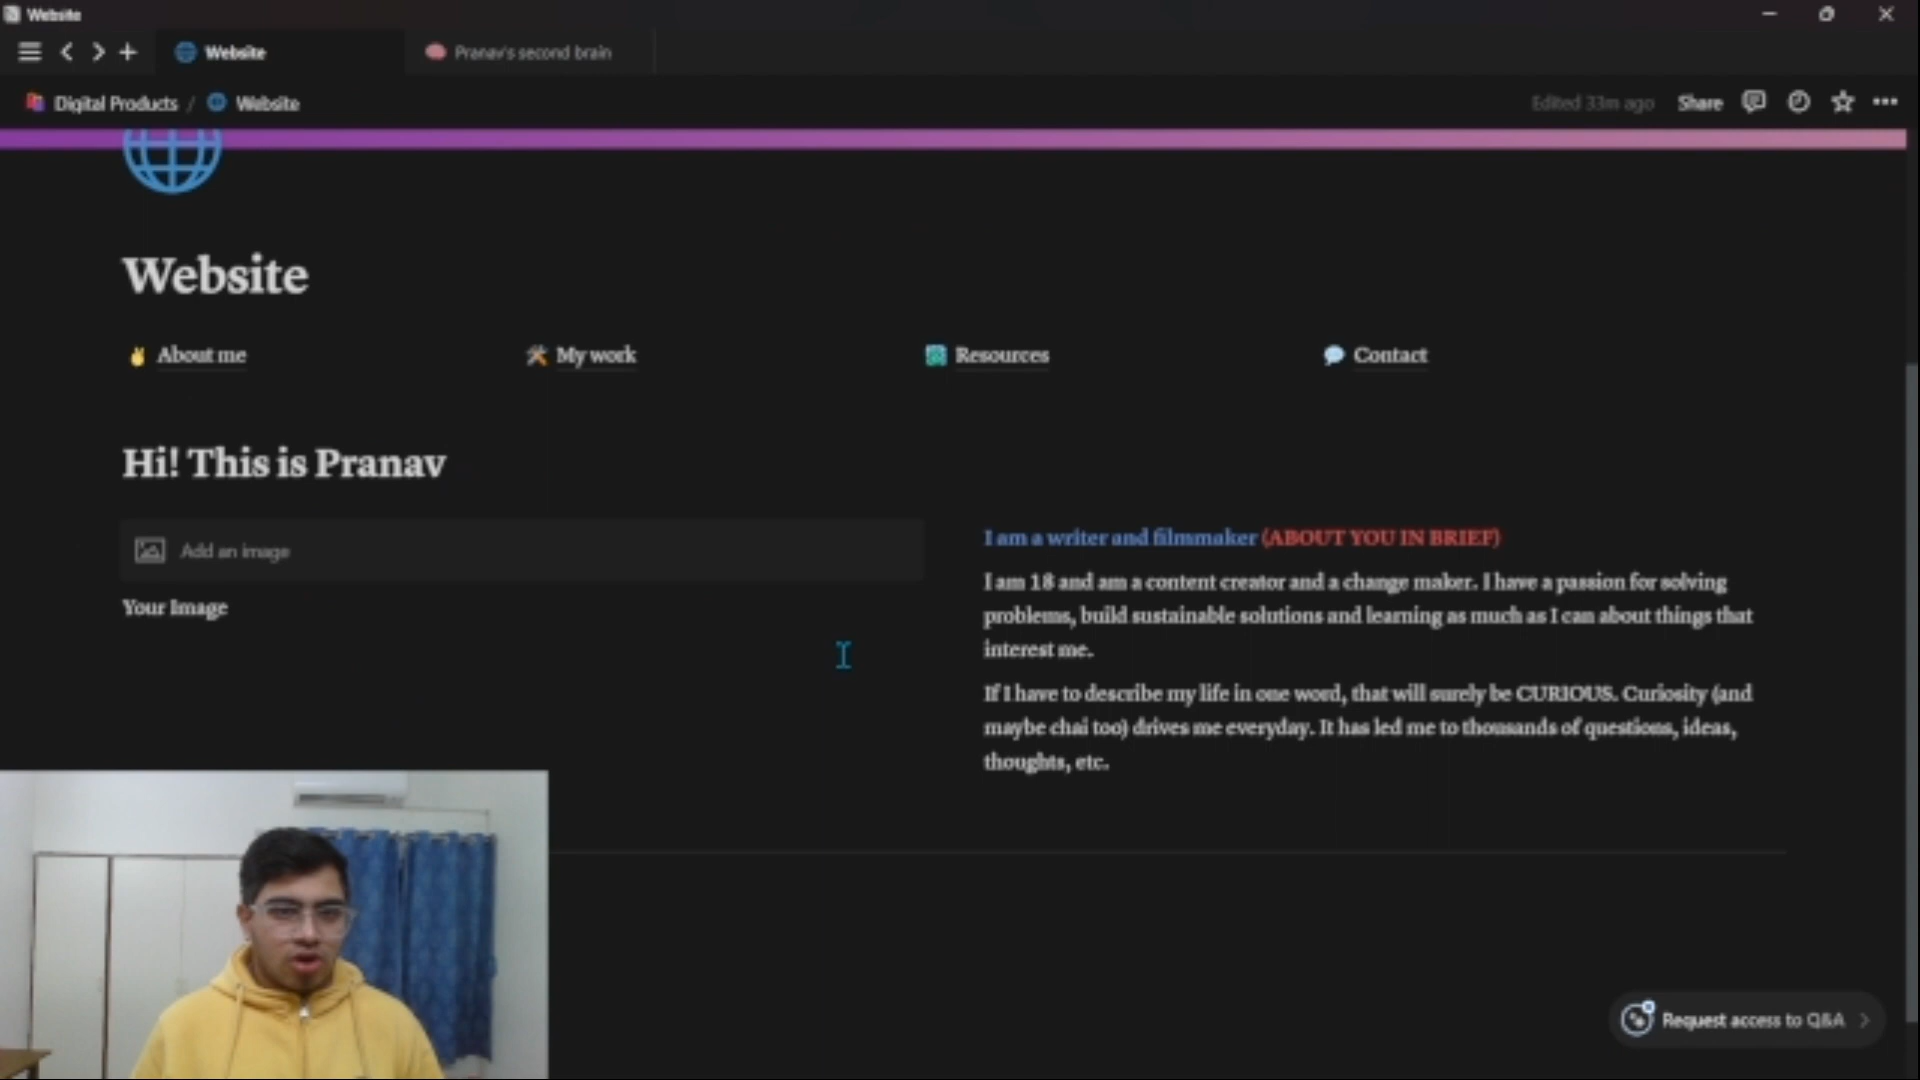 Website
Website
Pranav's second brain
Digital Products / Website
Edited 33m ago
Share
Website
About me
My work
Resources
Contact
Hi! This is Pranav
Add an image
Your Image
I am a writer and filmmaker (ABOUT YOU IN BRIEF)
I am 18 and am a content creator and a change maker. I have a passion for solving
problems, build sustainable solutions and learning as much as I can about things that
interest me.
If I have to describe my life in one word, that will surely be CURIOUS. Curiosity (and
maybe chai too) drives me everyday. It has led me to thousands of questions, ideas,
thoughts, etc.
Request access to Q&A